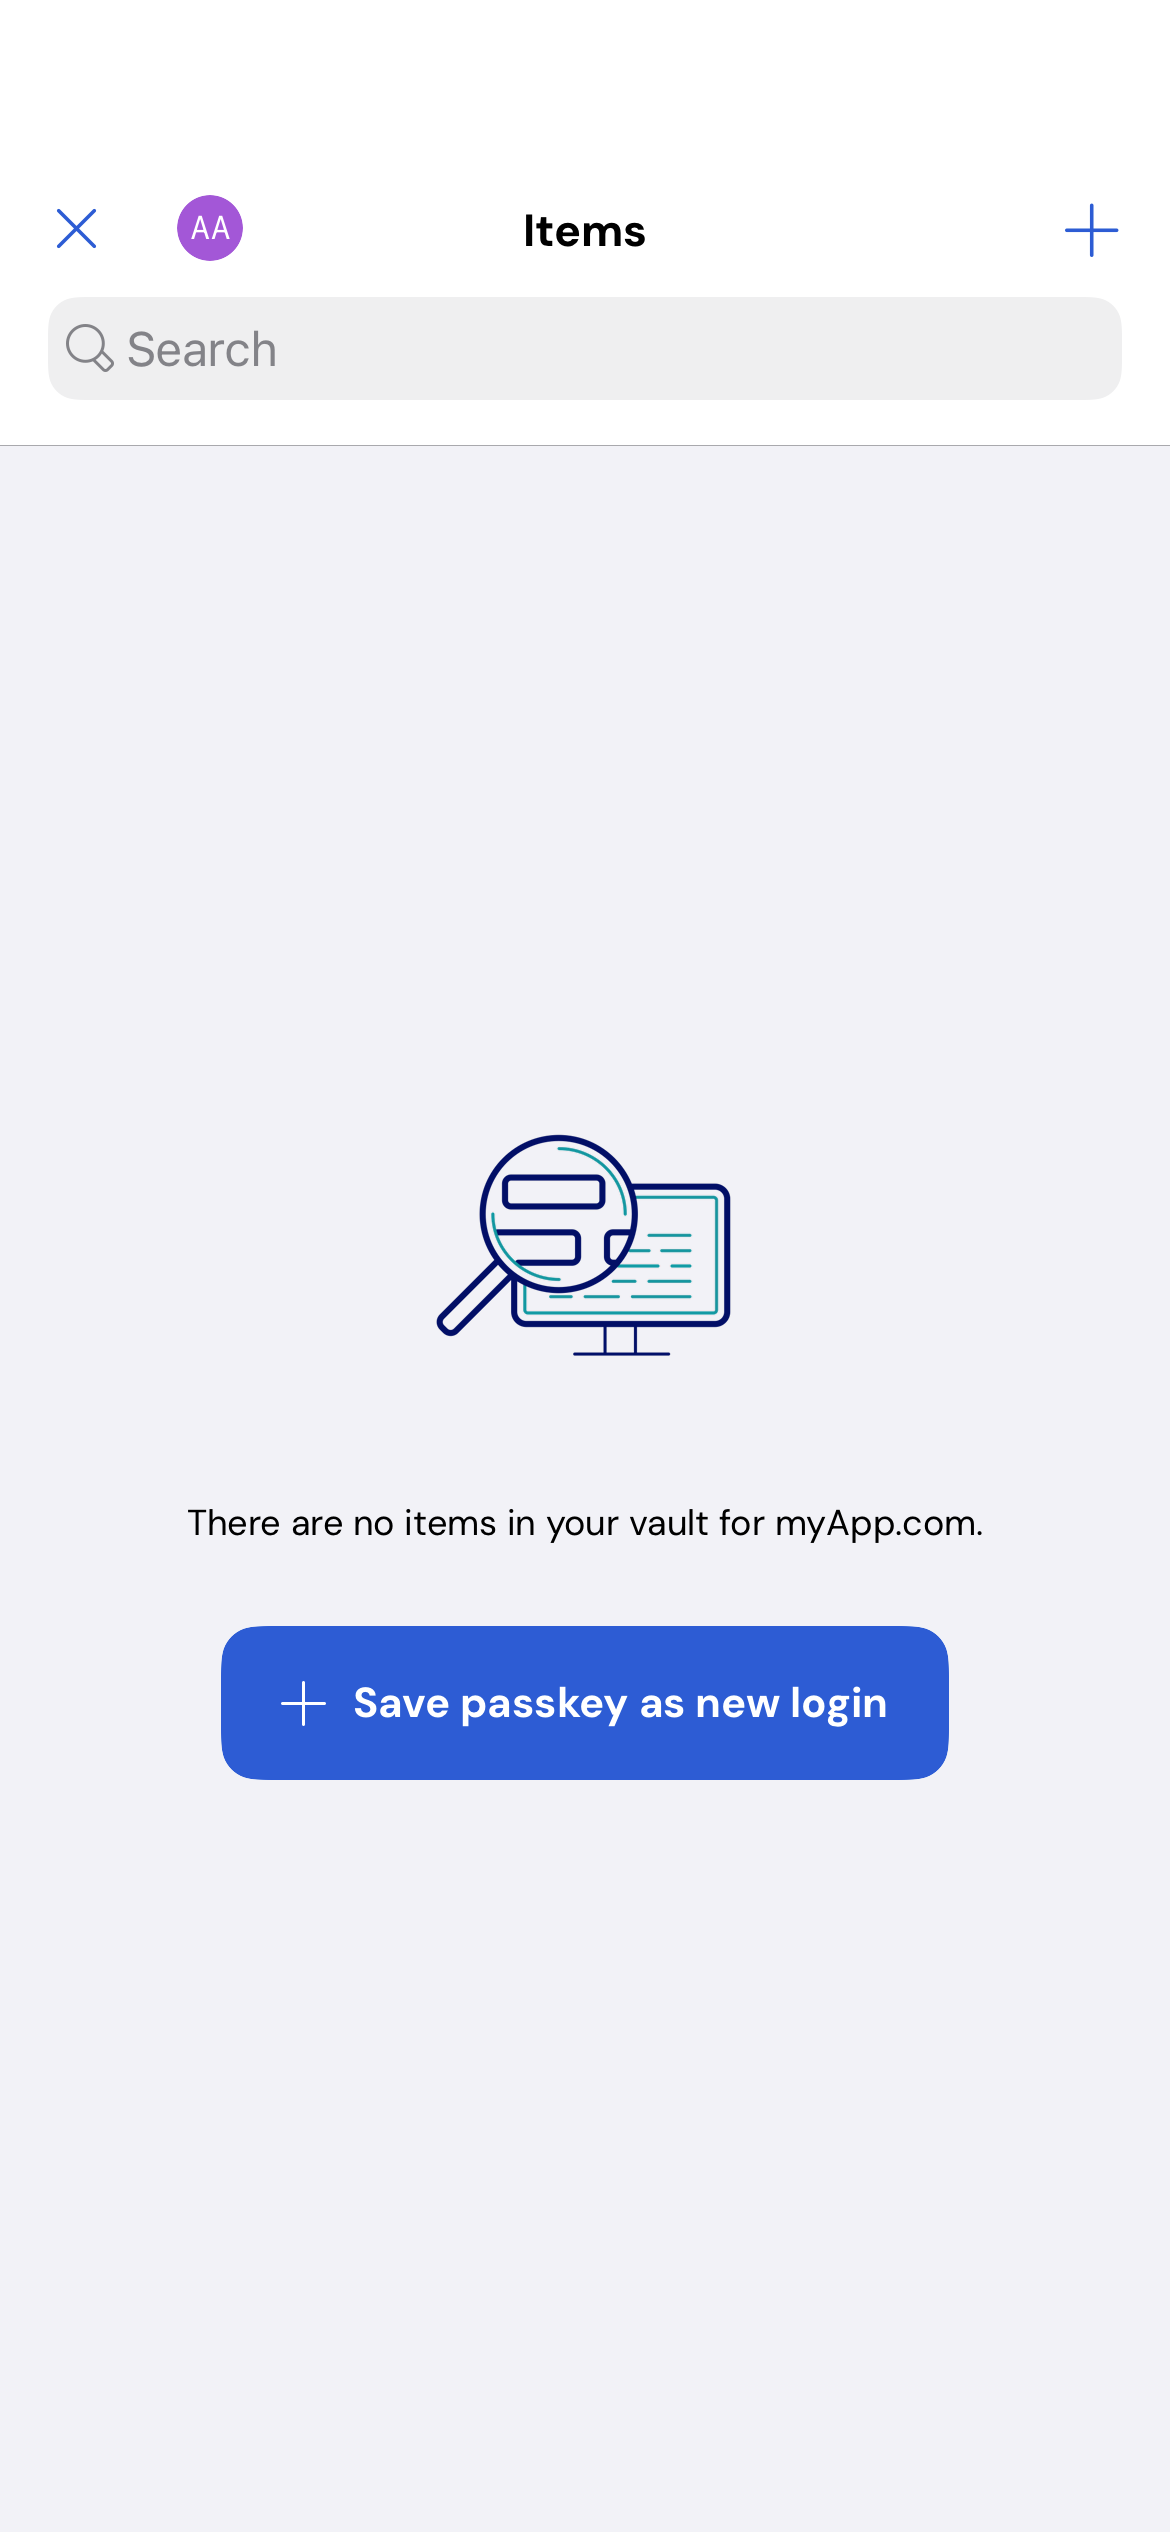 AA
Items
Search
There are no items in your vault for myApp.com.
Save passkey as new login